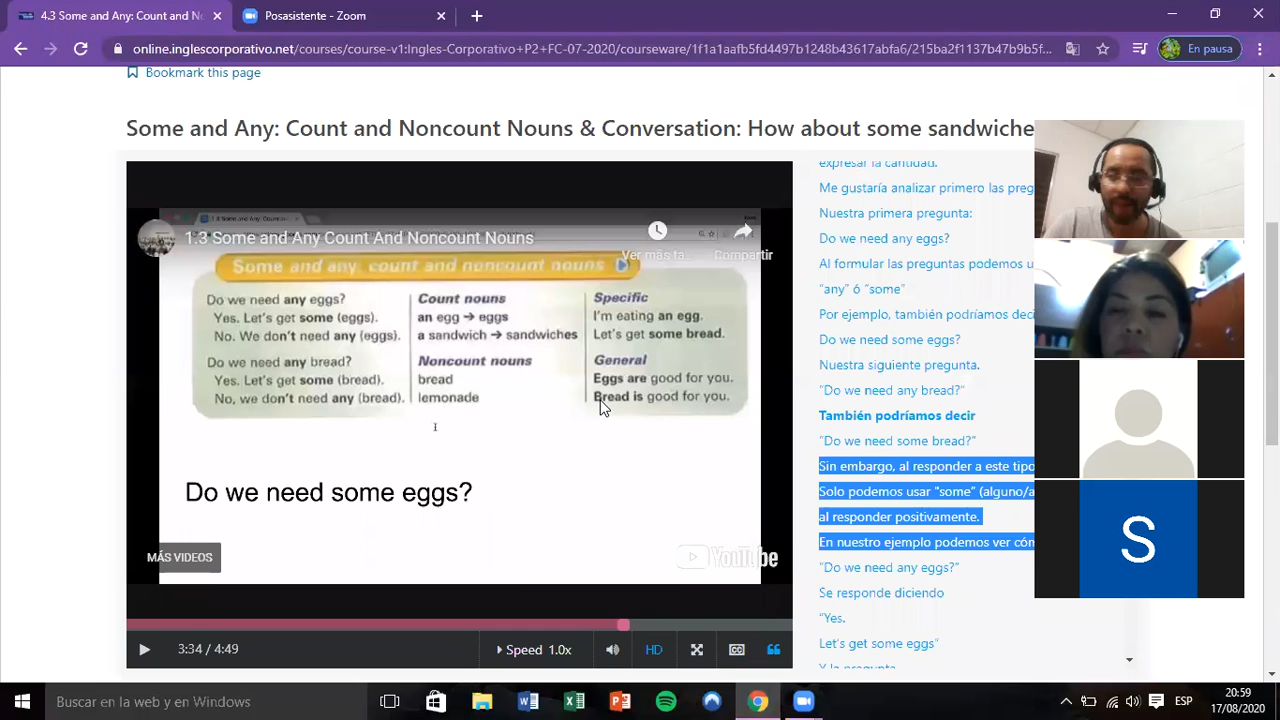 4.3 Some and Any: Count and No
Posasistente - Zoom
online.inglescorporativo.net/courses/course-v1:Ingles-Corporativo+P2+FC-07-2020/courseware/1f1a1aafb5fd4497b1248b43617abfa6/215ba2f1137b47b9b5f...
En pausa
Bookmark this page
Some and Any: Count and Noncount Nouns & Conversation: How about some sandwiche
1.3 Some and Any Count And Noncount Nouns
Ver más ta...
Compartir
Some and any: count and noncount nouns
Do we need any eggs?
Yes. Let's get some (eggs).
No. We don't need any (eggs).
Do we need any bread?
Yes. Let's get some (bread).
No, we don't need any (bread).
Count nouns
an egg → eggs
a sandwich → sandwiches
Noncount nouns
bread
lemonade
Specific
I'm eating an egg.
Let's get some bread.
General
Eggs are good for you.
Bread is good for you.
Do we need some eggs?
MÁS VIDEOS
YouTube
3:34 / 4:49
Speed 1.0x
HD
expresar la cantidad.
Me gustaría analizar primero las preg
Nuestra primera pregunta:
Do we need any eggs?
Al formular las preguntas podemos u
"any" ó "some"
Por ejemplo, también podríamos deci
Do we need some eggs?
Nuestra siguiente pregunta.
"Do we need any bread?"
También podríamos decir
"Do we need some bread?"
Sin embargo, al responder a este tipo
Solo podemos usar "some" (alguno/a
al responder positivamente.
En nuestro ejemplo podemos ver cóm
"Do we need any eggs?"
Se responde diciendo
"Yes.
Let's get some eggs"
Y la pregunta
S
Buscar en la web y en Windows
ESP
20:59
17/08/2020